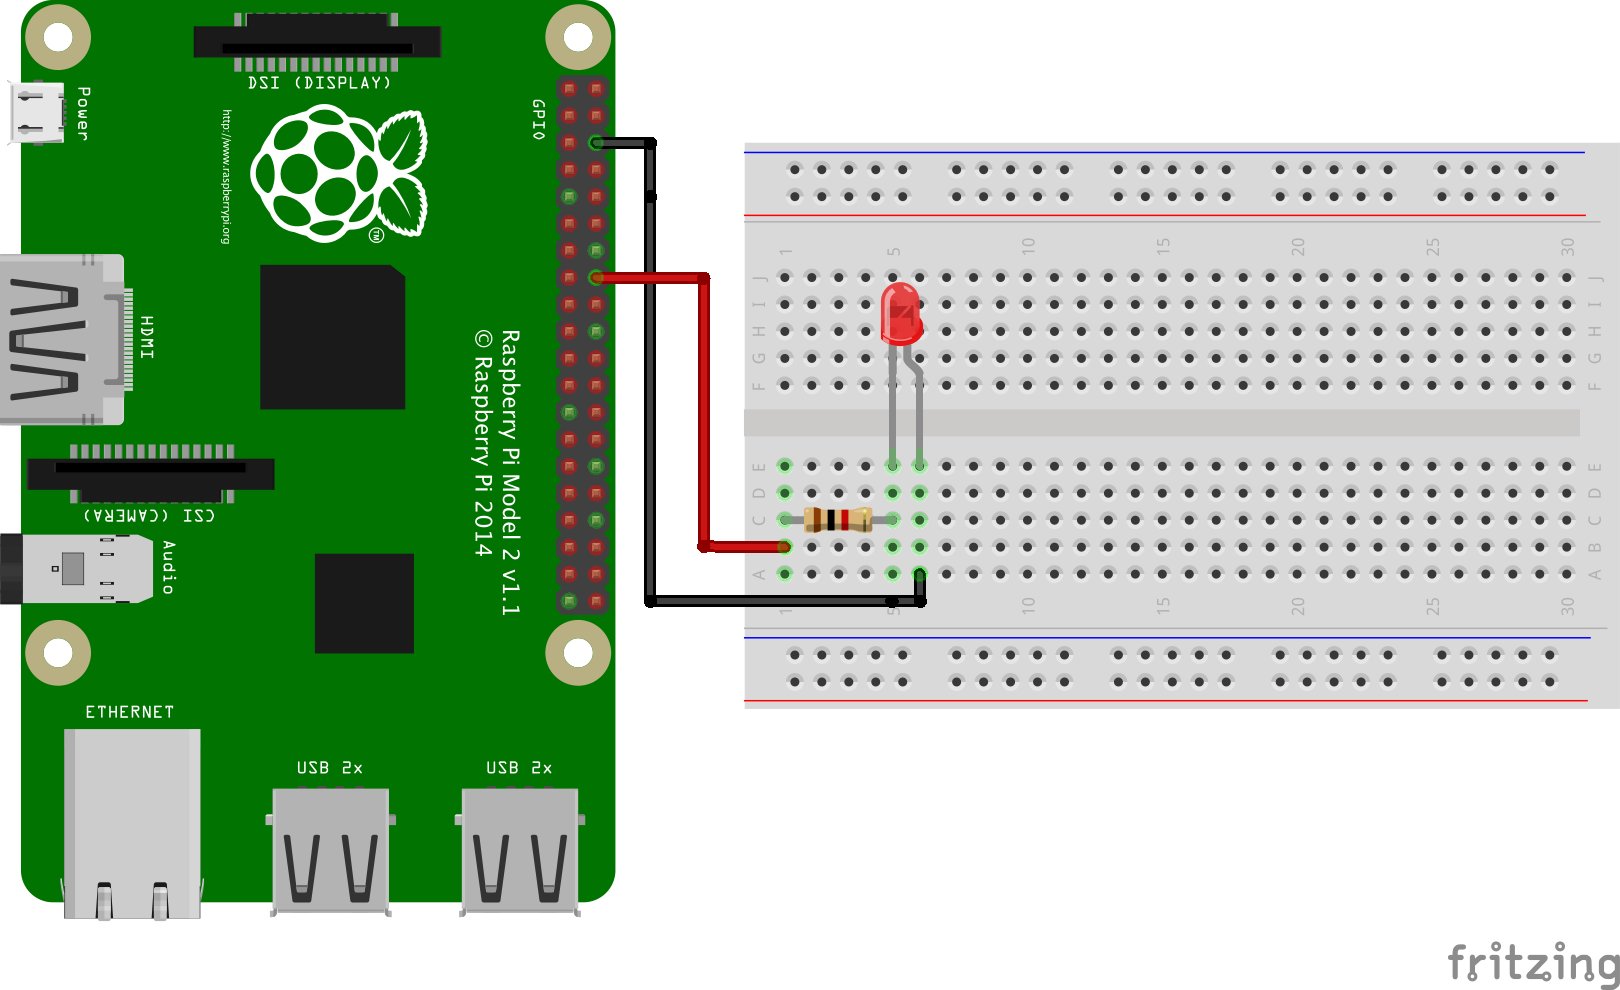 DSI (DISPLAY)
Power
GPIO
http://www.raspberrypi.org
TM
HDMI
Raspberry Pi Model 2 v1.1
© Raspberry Pi 2014
CSI (CAMERA)
Audio
ETHERNET
USB 2x
USB 2x
1 5 10 15 20 25 30
J J
I I
H H
G G
F F
E E
D D
C C
B B
A A
1 5 10 15 20 25 30
fritzing